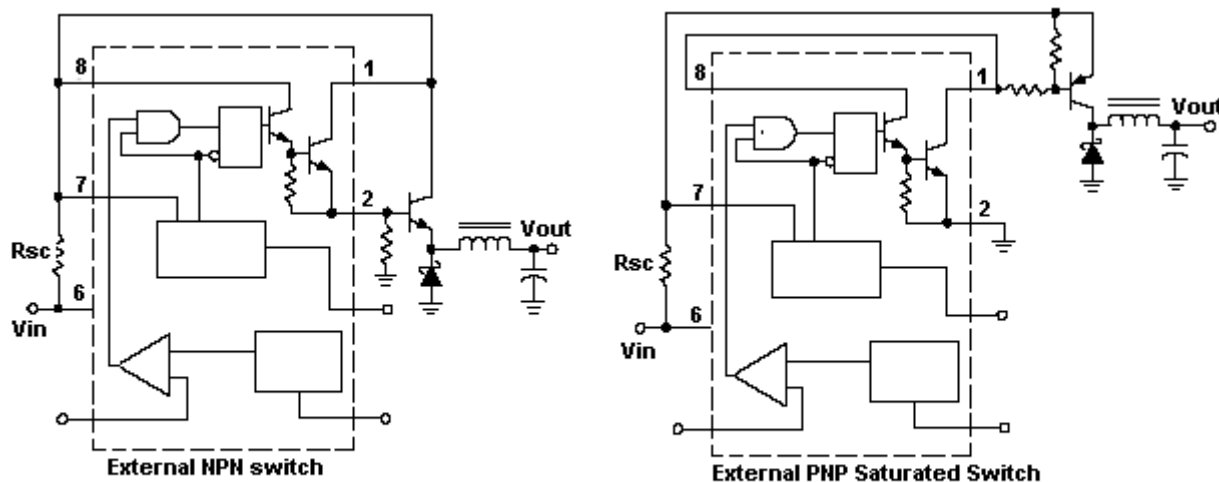 8
1
7
2
Vout
Rsc
6
Vin
External NPN switch
8
1
Vout
7
2
Rsc
6
Vin
External PNP Saturated Switch